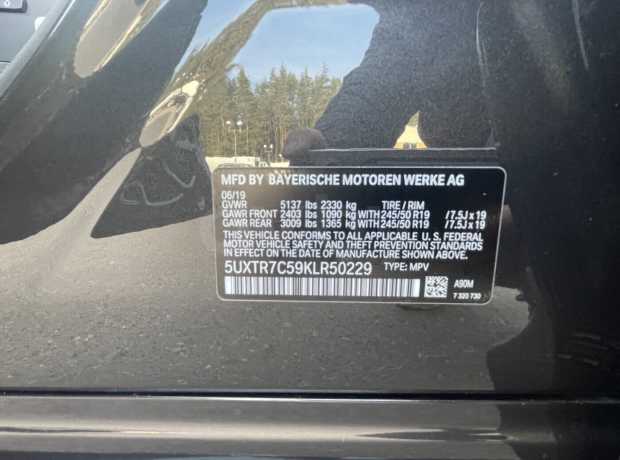 MFD BY BAYERISCHE MOTOREN WERKE AG
06/19
GVWR 5137 lbs 2330 kg TIRE / RIM
GAWR FRONT 2403 lbs 1090 kg WITH 245/50 R19 /7.5J x 19
GAWR REAR 3009 lbs 1365 kg WITH 245/50 R19 /7.5J x 19
THIS VEHICLE CONFORMS TO ALL APPLICABLE U. S. FEDERAL
MOTOR VEHICLE SAFETY AND THEFT PREVENTION STANDARDS
IN EFFECT ON THE DATE OF MANUFACTURE SHOWN ABOVE.
5UXTR7C59KLR50229 TYPE: MPV
A90M
7 320 730